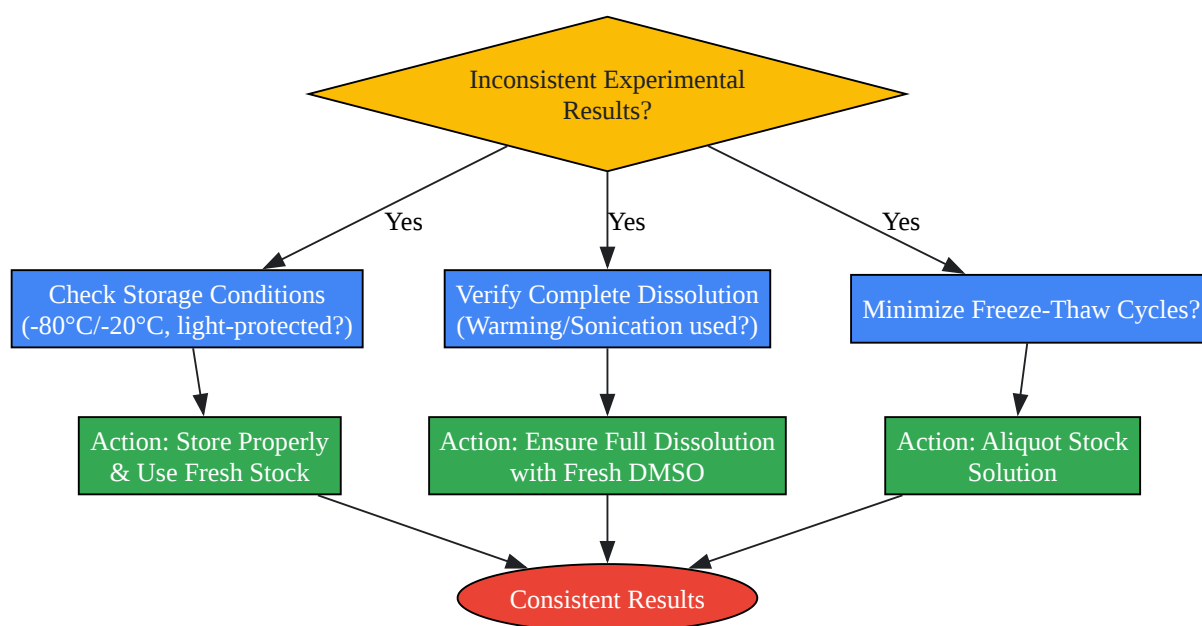 Inconsistent Experimental
Results?
Yes
Yes
Yes
Check Storage Conditions
(-80°C/-20°C, light-protected?)
Verify Complete Dissolution
(Warming/Sonication used?)
Minimize Freeze-Thaw Cycles?
Action: Store Properly
& Use Fresh Stock
Action: Ensure Full Dissolution
with Fresh DMSO
Action: Aliquot Stock
Solution
Consistent Results